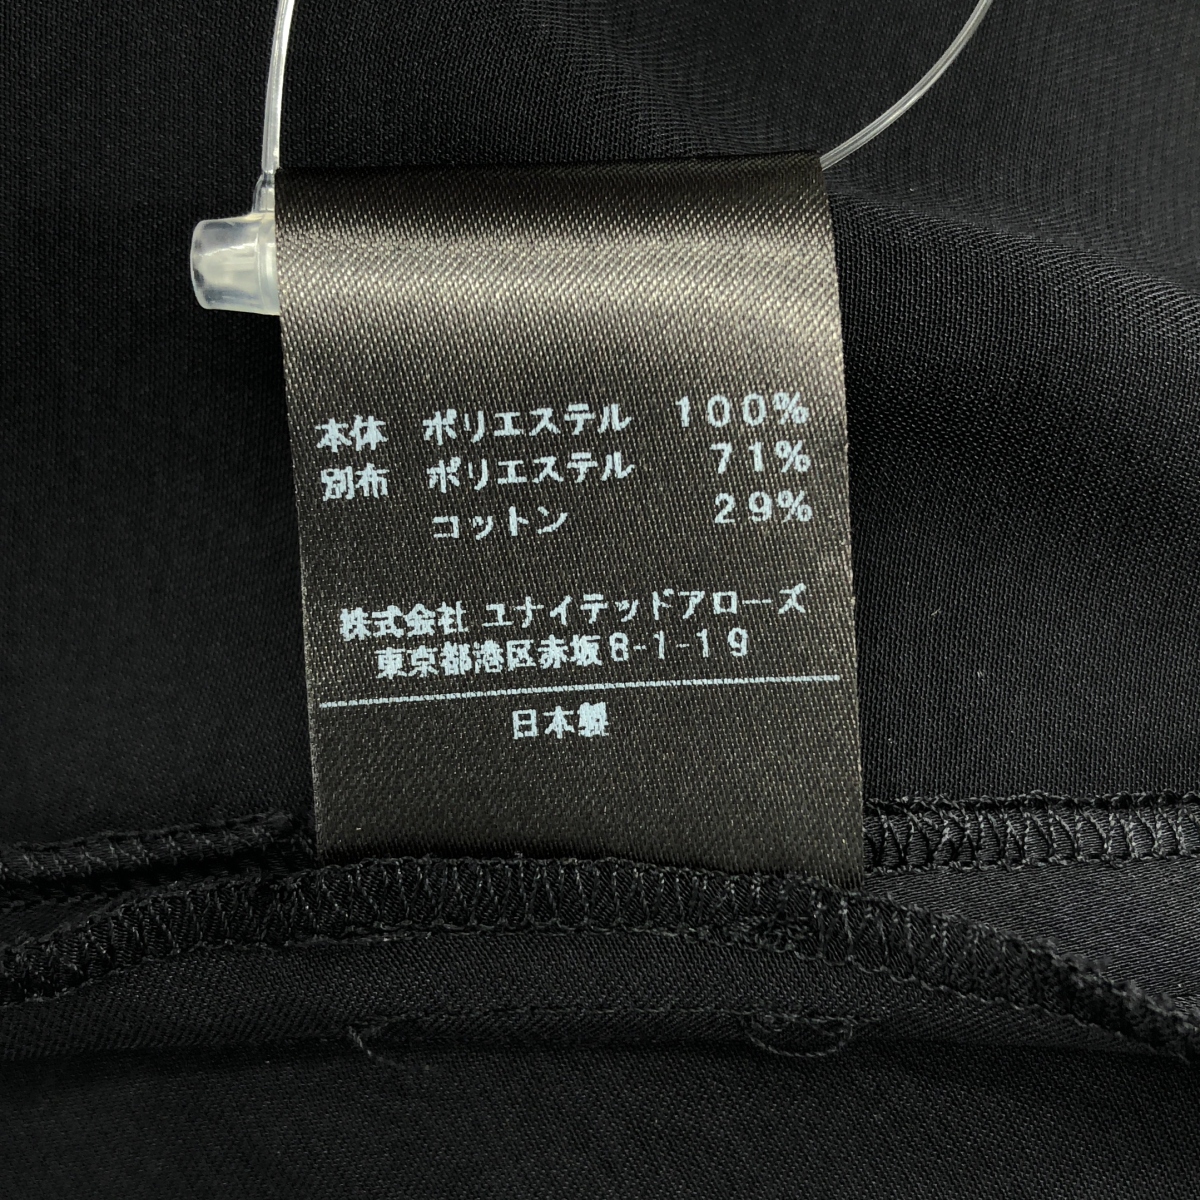 本体 ポリエステル 100%
別布 ポリエステル 71%
コットン 29%
株式会社 ユナイテッドアローズ
東京都港区赤坂8-1-19
日本製